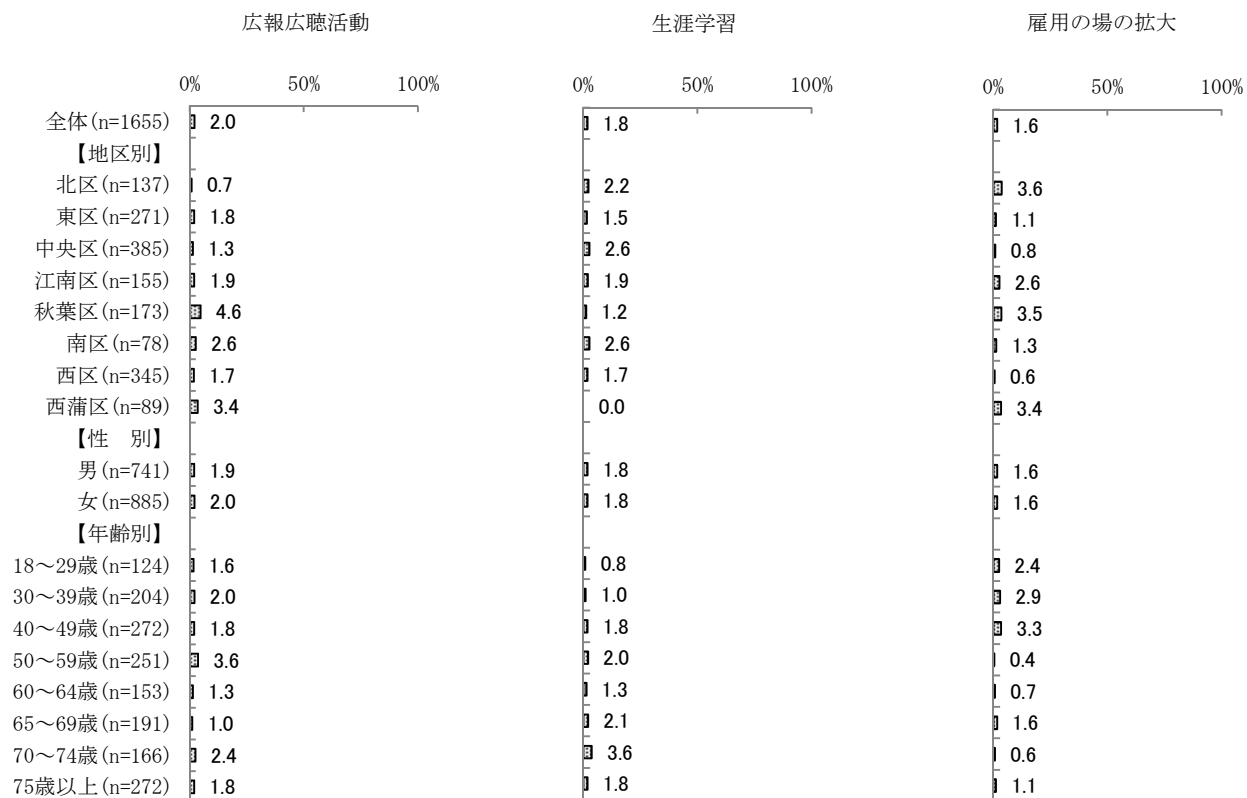 広報広聴活動 生涯学習 雇用の場の拡大
0% 50% 100% 0% 50% 100% 0% 50% 100%
全体(n=1655) 2.0 1.8 1.6
【地区別】
北区(n=137) 0.7 2.2 3.6
東区(n=271) 1.8 1.5 1.1
中央区(n=385) 1.3 2.6 0.8
江南区(n=155) 1.9 1.9 2.6
秋葉区(n=173) 4.6 1.2 3.5
南区(n=78) 2.6 2.6 1.3
西区(n=345) 1.7 1.7 0.6
西蒲区(n=89) 3.4 0.0 3.4
【性　別】
男(n=741) 1.9 1.8 1.6
女(n=885) 2.0 1.8 1.6
【年齢別】
18～29歳(n=124) 1.6 0.8 2.4
30～39歳(n=204) 2.0 1.0 2.9
40～49歳(n=272) 1.8 1.8 3.3
50～59歳(n=251) 3.6 2.0 0.4
60～64歳(n=153) 1.3 1.3 0.7
65～69歳(n=191) 1.0 2.1 1.6
70～74歳(n=166) 2.4 3.6 0.6
75歳以上(n=272) 1.8 1.8 1.1